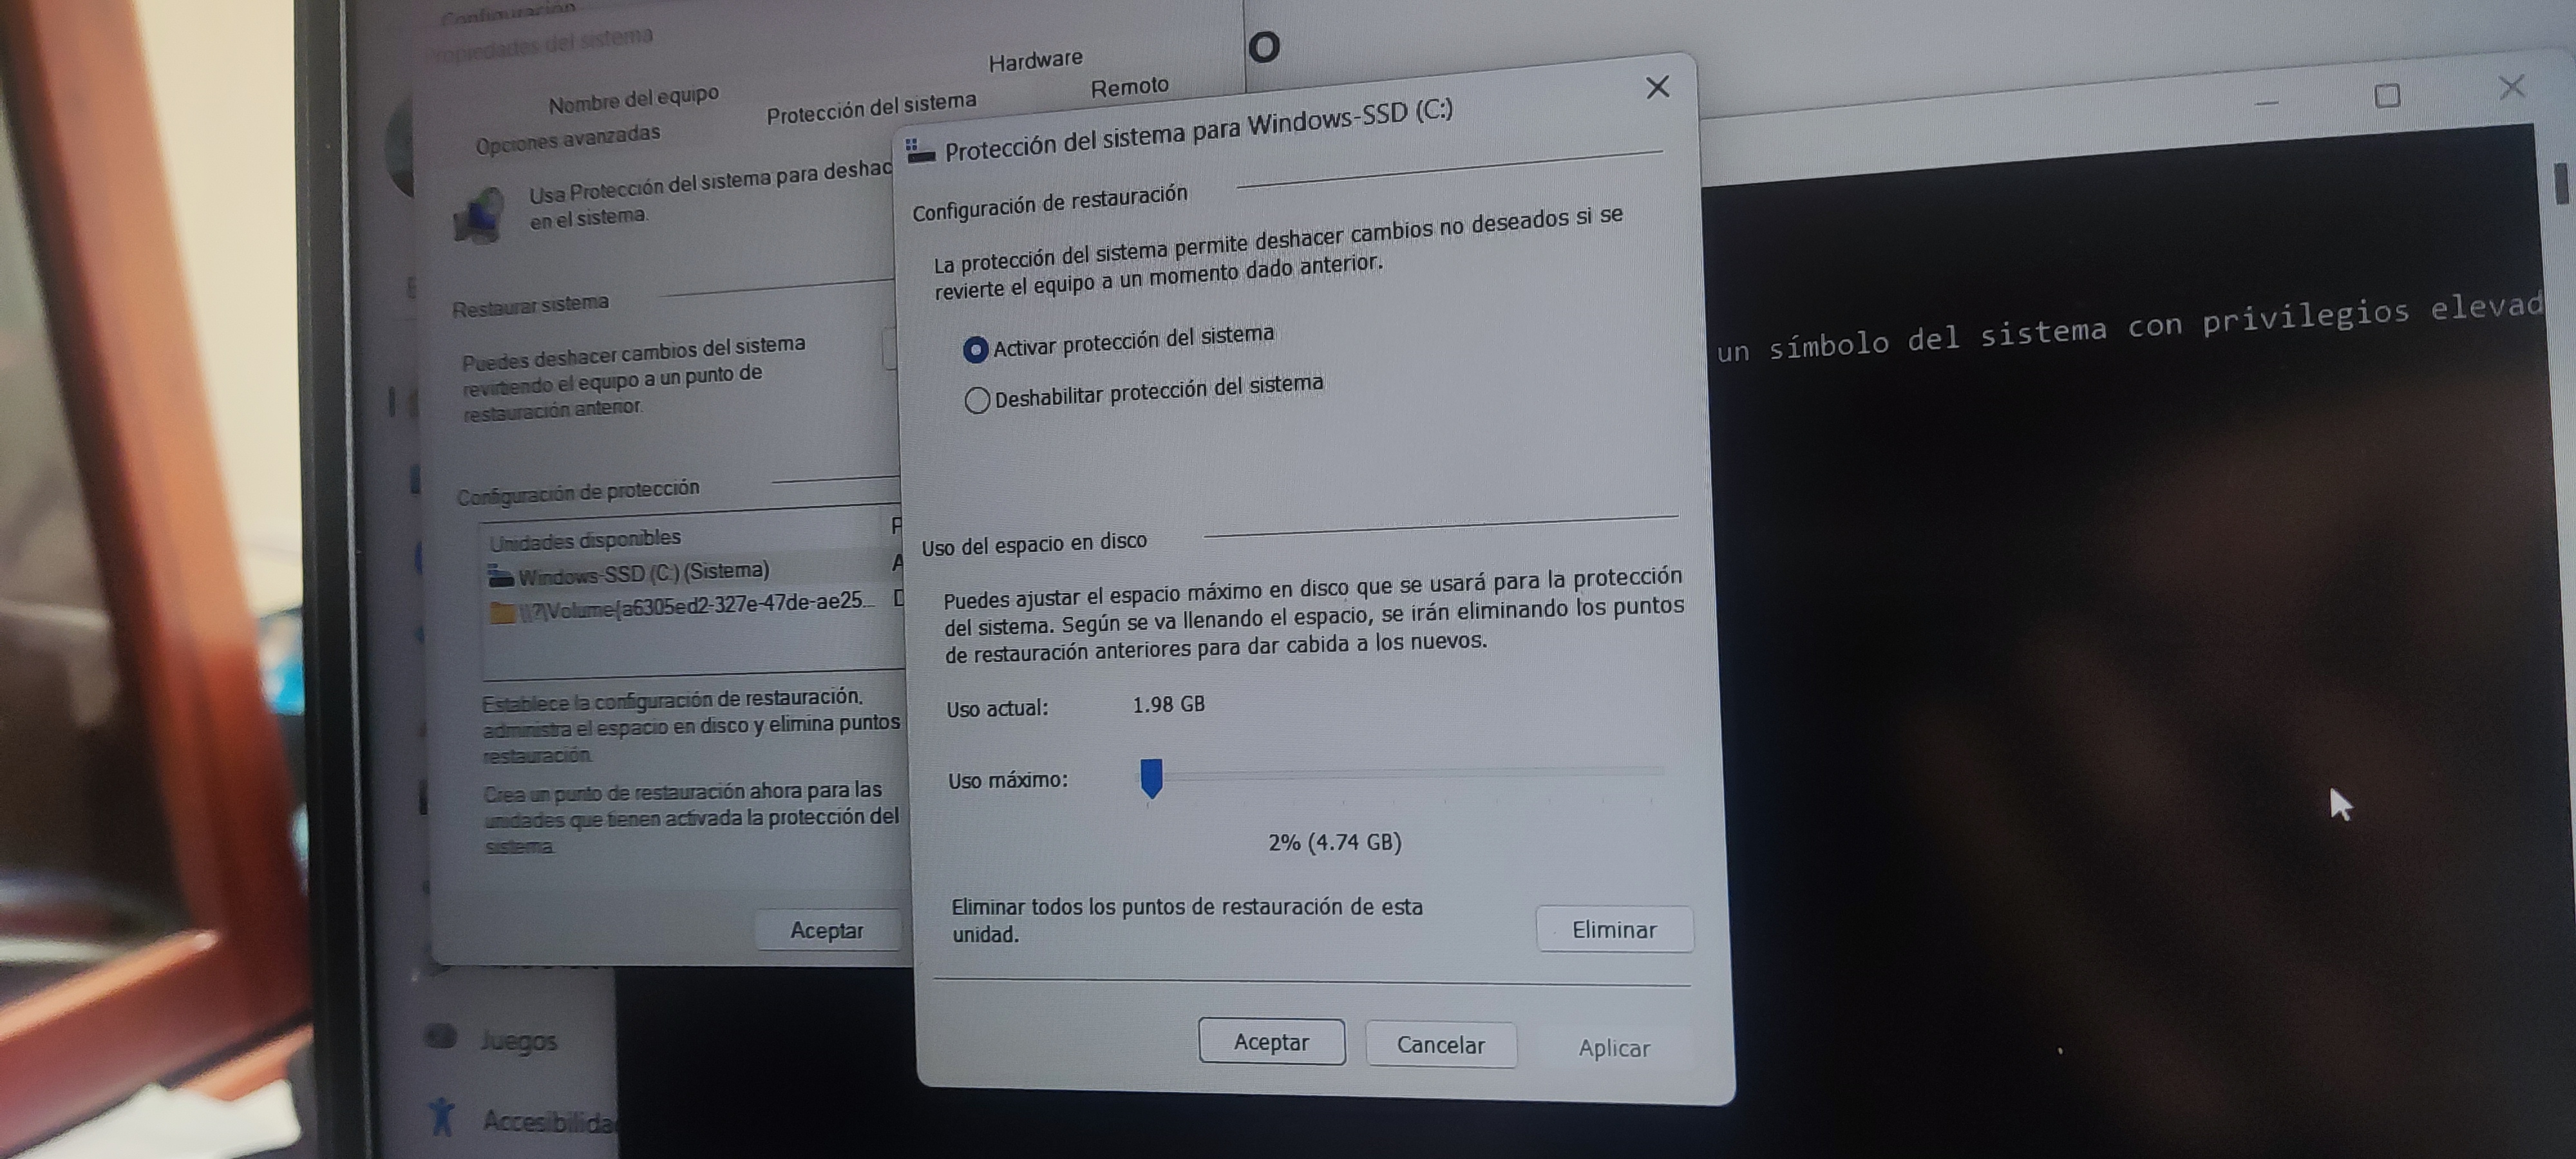 Configuración
Propiedades del sistema
Hardware
Nombre del equipo
Protección del sistema
Remoto
Opciones avanzadas
Usa Protección del sistema para deshac
en el sistema.
Restaurar sistema
Puedes deshacer cambios del sistema
revirtiendo el equipo a un punto de
restauración anterior.
Configuración de protección
Unidades disponibles
P
Windows-SSD (C:) (Sistema)
A
\\?\Volume{a6305ed2-327e-47de-ae25...
D
Establece la configuración de restauración,
administra el espacio en disco y elimina puntos
restauración.
Crea un punto de restauración ahora para las
unidades que tienen activada la protección del
sistema.
Aceptar
Juegos
Accesibilida
o
Protección del sistema para Windows-SSD (C:)
Configuración de restauración
La protección del sistema permite deshacer cambios no deseados si se
revierte el equipo a un momento dado anterior.
Activar protección del sistema
Deshabilitar protección del sistema
Uso del espacio en disco
Puedes ajustar el espacio máximo en disco que se usará para la protección
del sistema. Según se va llenando el espacio, se irán eliminando los puntos
de restauración anteriores para dar cabida a los nuevos.
Uso actual: 1.98 GB
Uso máximo:
2% (4.74 GB)
Eliminar todos los puntos de restauración de esta
unidad.
Eliminar
Aceptar
Cancelar
Aplicar
un símbolo del sistema con privilegios elevad